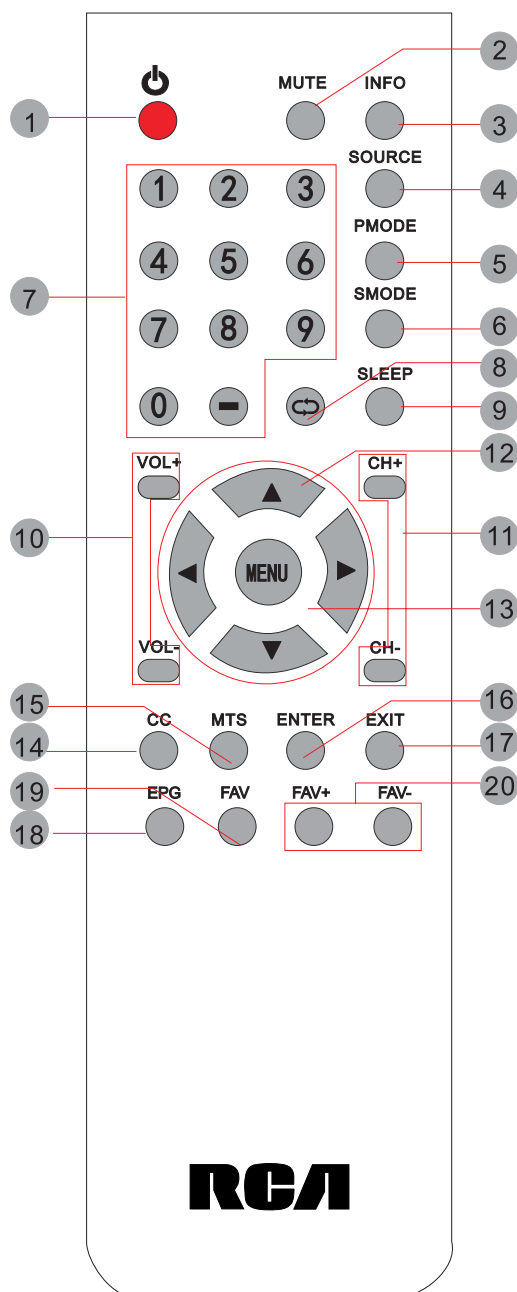 2
MUTE INFO
1
3
SOURCE
1 2 3
4
PMODE
4 5 6
5
7
SMODE
7 8 9
6
8
SLEEP
0 -
9
12
VOL+ CH+
10
11
MENU
13
VOL- CH-
15
16
CC MTS ENTER EXIT
14
17
19
20
EPG FAV FAV+ FAV-
18
RCA